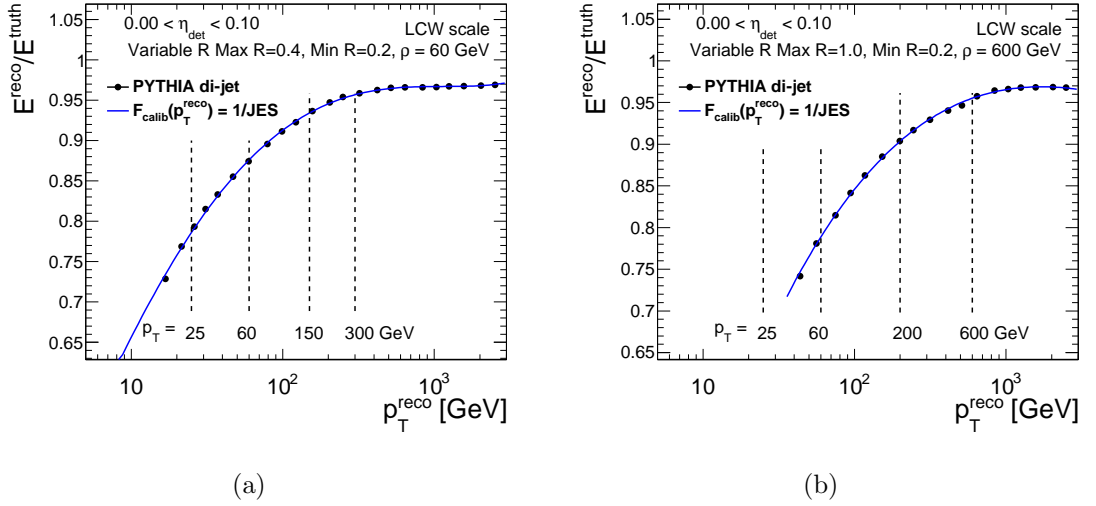 E^reco/E^truth
1.05
1
0.95
0.9
0.85
0.8
0.75
0.7
0.65
0.00 < η_det < 0.10
LCW scale
Variable R Max R=0.4, Min R=0.2, ρ = 60 GeV
PYTHIA di-jet
F_calib(p_T^reco) = 1/JES
p_T = 25 60 150 300 GeV
10 10^2 10^3
p_T^reco [GeV]
(a)
E^reco/E^truth
1.05
1
0.95
0.9
0.85
0.8
0.75
0.7
0.65
0.00 < η_det < 0.10
LCW scale
Variable R Max R=1.0, Min R=0.2, ρ = 600 GeV
PYTHIA di-jet
F_calib(p_T^reco) = 1/JES
p_T = 25 60 200 600 GeV
10 10^2 10^3
p_T^reco [GeV]
(b)